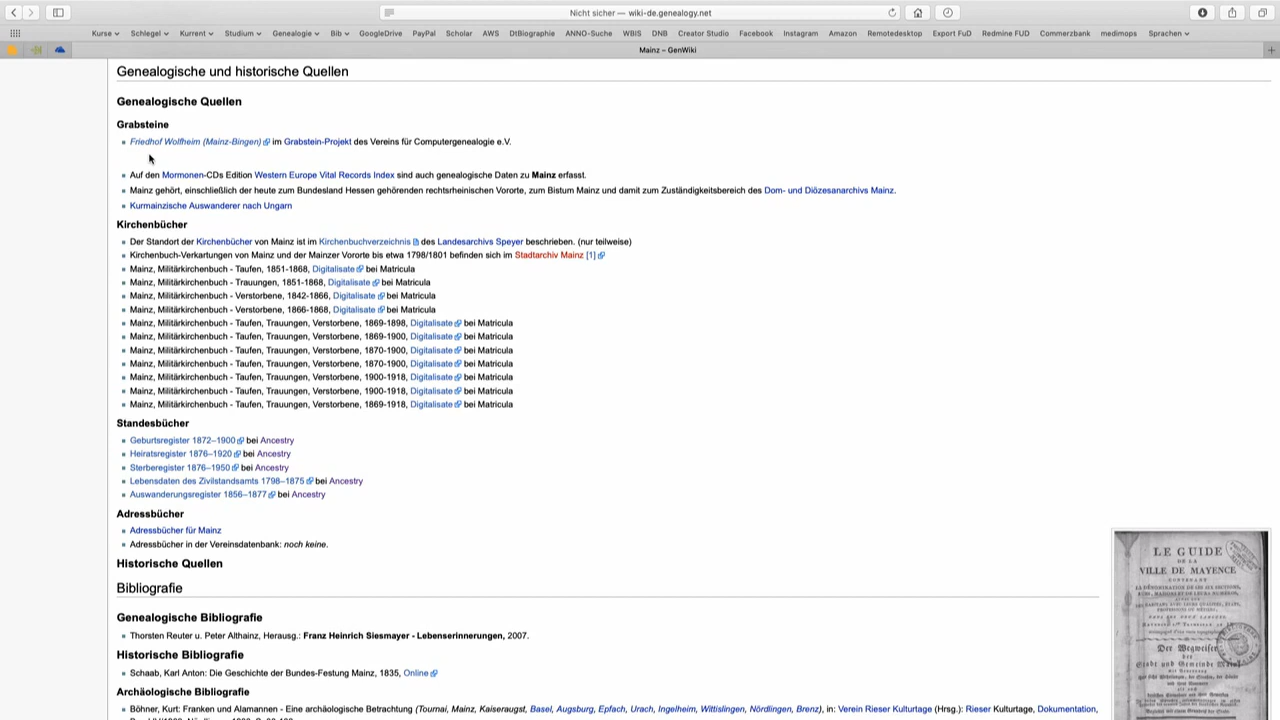 Nicht sicher — wiki-de.genealogy.net
Kurse Schlegel Kurrent Studium Genealogie Bib GoogleDrive PayPal Scholar AWS DtBiographie ANNO-Suche WBIS DNB Creator Studio Facebook Instagram Amazon Remotedesktop Export FuD Redmine FUD Commerzbank medimops Sprachen
Mainz – GenWiki
Genealogische und historische Quellen
Genealogische Quellen
Grabsteine
Friedhof Wolfheim (Mainz-Bingen) im Grabstein-Projekt des Vereins für Computergenealogie e.V.
Auf den Mormonen-CDs Edition Western Europe Vital Records Index sind auch genealogische Daten zu Mainz erfasst.
Mainz gehört, einschließlich der heute zum Bundesland Hessen gehörenden rechtsrheinischen Vororte, zum Bistum Mainz und damit zum Zuständigkeitsbereich des Dom- und Diözesanarchivs Mainz.
Kurmainzische Auswanderer nach Ungarn
Kirchenbücher
Der Standort der Kirchenbücher von Mainz ist im Kirchenbuchverzeichnis des Landesarchivs Speyer beschrieben. (nur teilweise)
Kirchenbuch-Verkartungen von Mainz und der Mainzer Vororte bis etwa 1798/1801 befinden sich im Stadtarchiv Mainz [1]
Mainz, Militärkirchenbuch - Taufen, 1851-1868, Digitalisate bei Matricula
Mainz, Militärkirchenbuch - Trauungen, 1851-1868, Digitalisate bei Matricula
Mainz, Militärkirchenbuch - Verstorbene, 1842-1866, Digitalisate bei Matricula
Mainz, Militärkirchenbuch - Verstorbene, 1866-1868, Digitalisate bei Matricula
Mainz, Militärkirchenbuch - Taufen, Trauungen, Verstorbene, 1869-1898, Digitalisate bei Matricula
Mainz, Militärkirchenbuch - Taufen, Trauungen, Verstorbene, 1869-1900, Digitalisate bei Matricula
Mainz, Militärkirchenbuch - Taufen, Trauungen, Verstorbene, 1870-1900, Digitalisate bei Matricula
Mainz, Militärkirchenbuch - Taufen, Trauungen, Verstorbene, 1870-1900, Digitalisate bei Matricula
Mainz, Militärkirchenbuch - Taufen, Trauungen, Verstorbene, 1900-1918, Digitalisate bei Matricula
Mainz, Militärkirchenbuch - Taufen, Trauungen, Verstorbene, 1900-1918, Digitalisate bei Matricula
Mainz, Militärkirchenbuch - Taufen, Trauungen, Verstorbene, 1869-1918, Digitalisate bei Matricula
Standesbücher
Geburtsregister 1872–1900 bei Ancestry
Heiratsregister 1876–1920 bei Ancestry
Sterberegister 1876–1950 bei Ancestry
Lebensdaten des Zivilstandsamts 1798–1875 bei Ancestry
Auswanderungsregister 1856–1877 bei Ancestry
Adressbücher
Adressbücher für Mainz
Adressbücher in der Vereinsdatenbank: noch keine.
Historische Quellen
Bibliografie
Genealogische Bibliografie
Thorsten Reuter u. Peter Althainz, Herausg.: Franz Heinrich Siesmayer - Lebenserinnerungen, 2007.
Historische Bibliografie
Schaab, Karl Anton: Die Geschichte der Bundes-Festung Mainz, 1835, Online
Archäologische Bibliografie
Böhner, Kurt: Franken und Alamannen - Eine archäologische Betrachtung (Tournai, Mainz, Kaiseraugst, Basel, Augsburg, Epfach, Urach, Ingelheim, Wittislingen, Nördlingen, Brenz), in: Verein Rieser Kulturtage (Hrsg.): Rieser Kulturtage, Dokumentation,
LE GUIDE
DE LA
VILLE DE MAYENCE
CONTENANT
Der Wegweiser
der
Stadt und Gemeinde Mainz